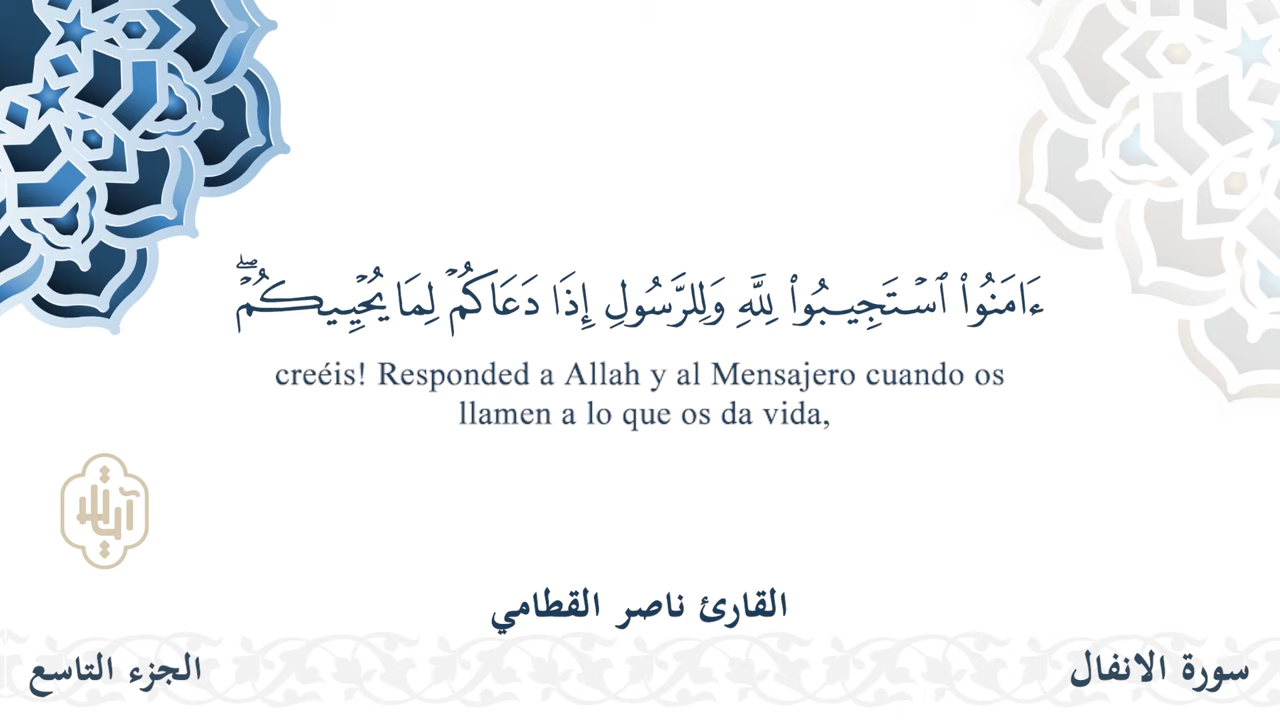 ءَامَنُوا۟ ٱسْتَجِيبُوا۟ لِلَّهِ وَلِلرَّسُولِ إِذَا دَعَاكُمْ لِمَا يُحْيِيكُمْ ۖ
creéis! Responded a Allah y al Mensajero cuando os
llamen a lo que os da vida,
القارئ ناصر القطامي
سورة الانفال
الجزء التاسع